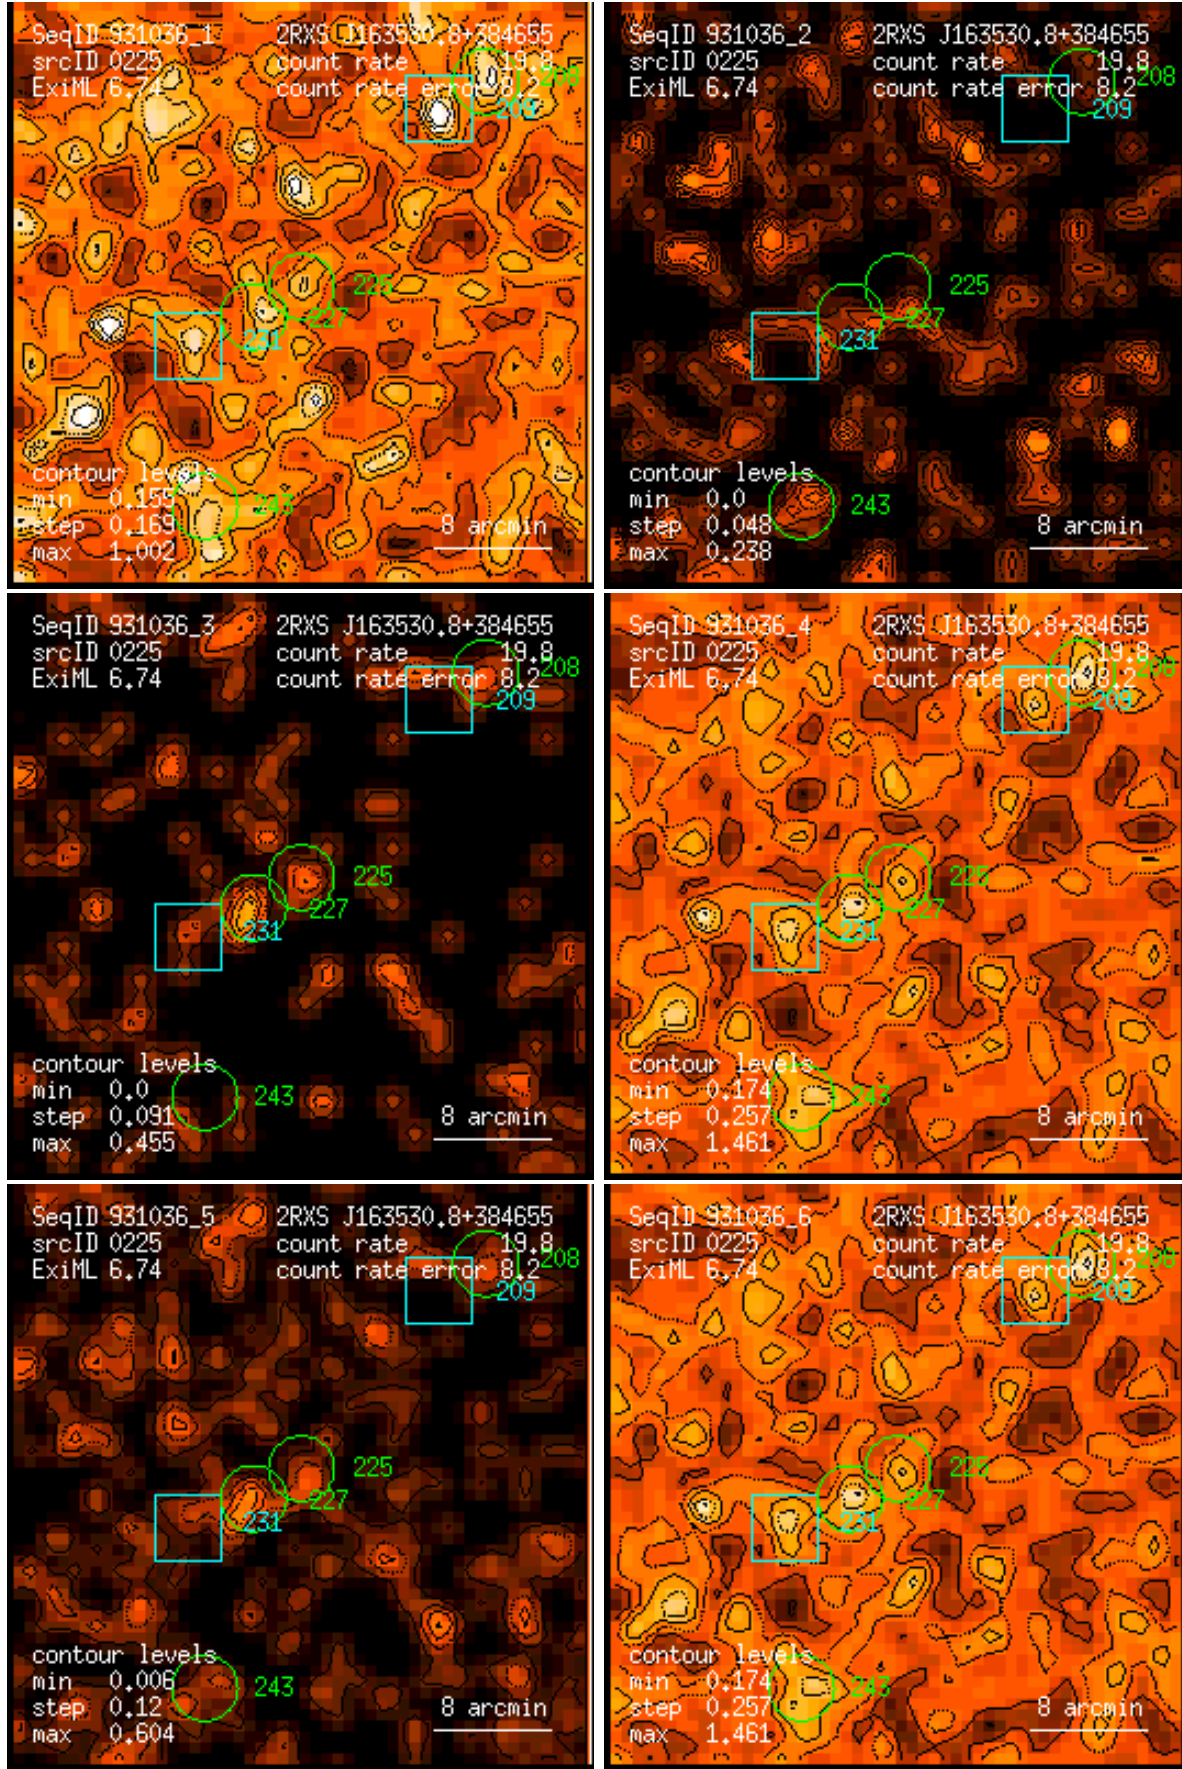 SeqID 931036_1 2RXS J163530.8+384655
srcID 0225 count rate 19.8 208
ExiML 6.74 count rate error 8.2
209
225
227
231
contour levels
min 0.155 243
step 0.169 8 arcmin
max 1.002
SeqID 931036_2 2RXS J163530.8+384655
srcID 0225 count rate 19.8 208
ExiML 6.74 count rate error 8.2
209
225
227
231
contour levels
min 0.0 243
step 0.048 8 arcmin
max 0.238
SeqID 931036_3 2RXS J163530.8+384655
srcID 0225 count rate 19.8 208
ExiML 6.74 count rate error 8.2
209
225
227
231
contour levels
min 0.0 243
step 0.091 8 arcmin
max 0.455
SeqID 931036_4 2RXS J163530.8+384655
srcID 0225 count rate 19.8 208
ExiML 6.74 count rate error 8.2
209
225
227
231
contour levels
min 0.174 243
step 0.257 8 arcmin
max 1.461
SeqID 931036_5 2RXS J163530.8+384655
srcID 0225 count rate 19.8 208
ExiML 6.74 count rate error 8.2
209
225
227
231
contour levels
min 0.006 243
step 0.12 8 arcmin
max 0.604
SeqID 931036_6 2RXS J163530.8+384655
srcID 0225 count rate 19.8 208
ExiML 6.74 count rate error 8.2
209
225
227
231
contour levels
min 0.174 243
step 0.257 8 arcmin
max 1.461